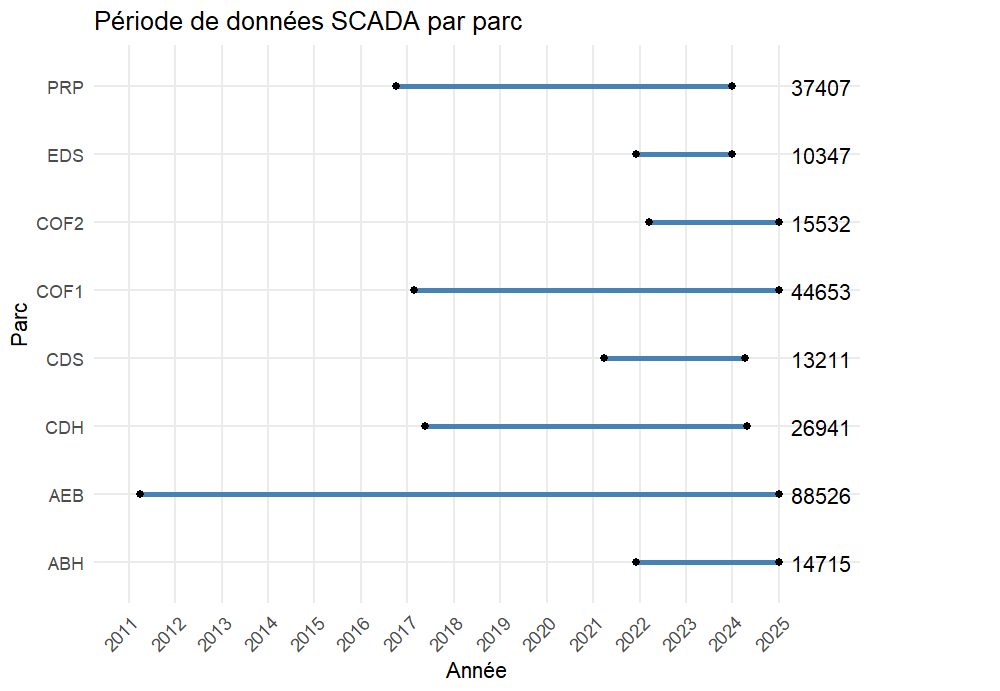 Période de données SCADA par parc
PRP 37407
EDS 10347
COF2 15532
COF1 44653
CDS 13211
CDH 26941
AEB 88526
ABH 14715
Parc
2011 2012 2013 2014 2015 2016 2017 2018 2019 2020 2021 2022 2023 2024 2025
Année